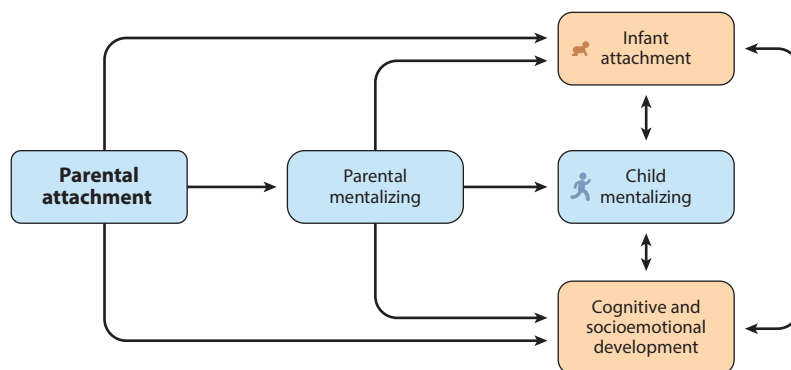 Infant
attachment
Parental
attachment
Parental
mentalizing
Child
mentalizing
Cognitive and
socioemotional
development